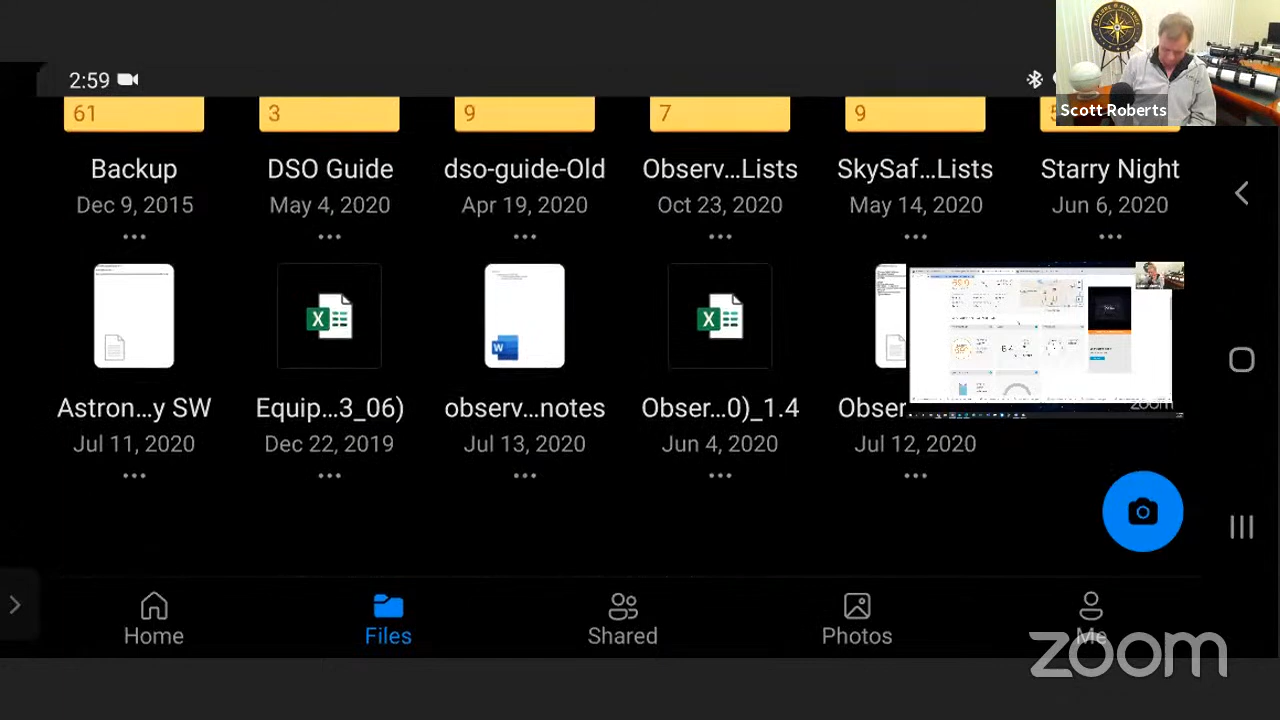 2:59
Scott Roberts
61
3
9
7
9
Backup
DSO Guide
dso-guide-Old
Observ...Lists
SkySaf...Lists
Starry Night
Dec 9, 2015
May 4, 2020
Apr 19, 2020
Oct 23, 2020
May 14, 2020
Jun 6, 2020
Astron...y SW
Equip...3_06)
observ...notes
Obser...0)_1.4
Obser
Jul 11, 2020
Dec 22, 2019
Jul 13, 2020
Jun 4, 2020
Jul 12, 2020
zoom
Home
Files
Shared
Photos
Me
zoom